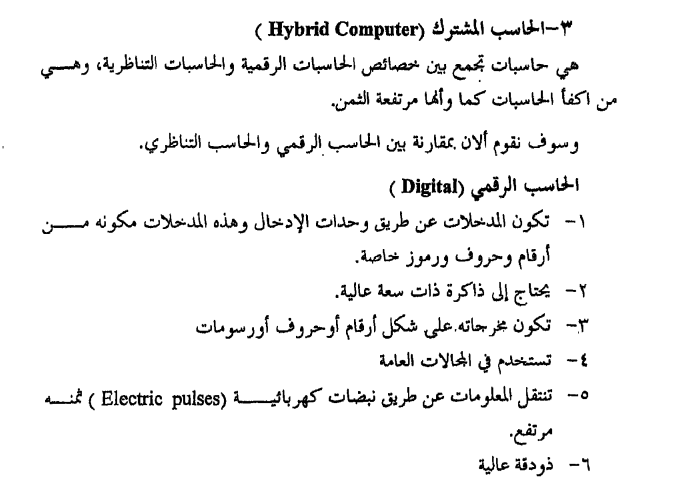 ٣-الحاسب المشترك (Hybrid Computer )
هي حاسبات تجمع بين خصائص الحاسبات الرقمية والحاسبات التناظرية، وهـي
من اكفأ الحاسبات كما وألها مرتفعة الثمن.
وسوف نقوم ألان بمقارنة بين الحاسب الرقمي والحاسب التناظري.
الحاسب الرقمي (Digital )
١- تكون المدخلات عن طريق وحدات الإدخال وهذه المدخلات مكونه مـن
أرقام وحروف ورموز خاصة.
٢- يحتاج إلى ذاكرة ذات سعة عالية.
٣- تكون مخرجاته على شكل أرقام أوحروف أورسومات
٤- تستخدم في المجالات العامة
٥- تنتقل المعلومات عن طريق نبضات كهربائيـة (Electric pulses ) ثمنـه
مرتفع.
٦- ذودقة عالية